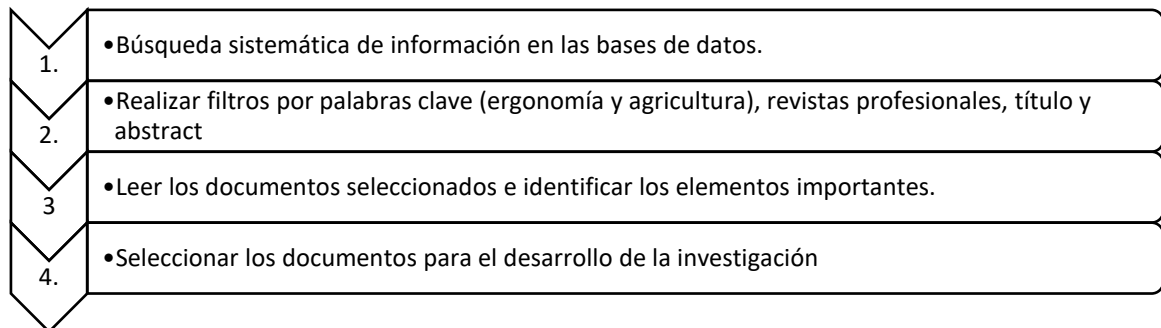 1.
•Búsqueda sistemática de información en las bases de datos.
2.
•Realizar filtros por palabras clave (ergonomía y agricultura), revistas profesionales, título y
abstract
3
•Leer los documentos seleccionados e identificar los elementos importantes.
4.
•Seleccionar los documentos para el desarrollo de la investigación